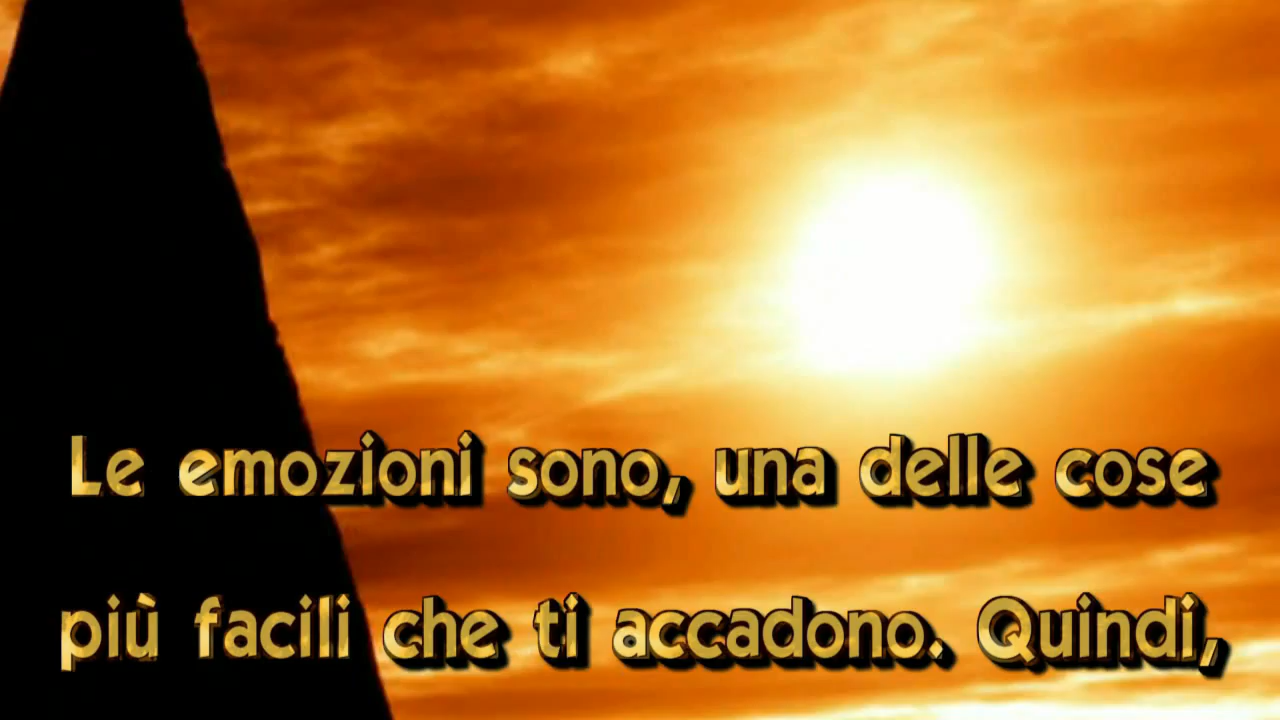 Le emozioni sono, una delle cose
più facili che ti accadono. Quindi,